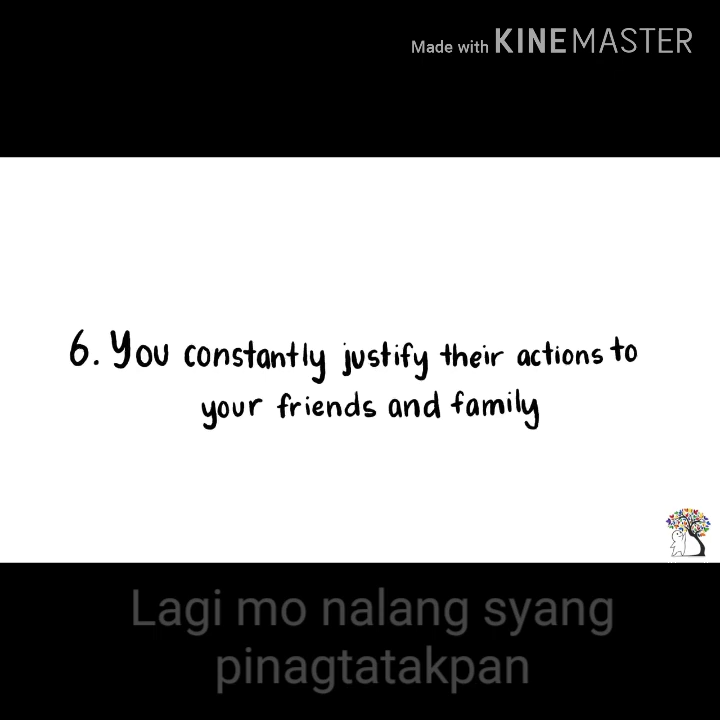 Made with KINEMASTER
6. You constantly justify their actions to
your friends and family
Lagi mo nalang syang
pinagtatakpan